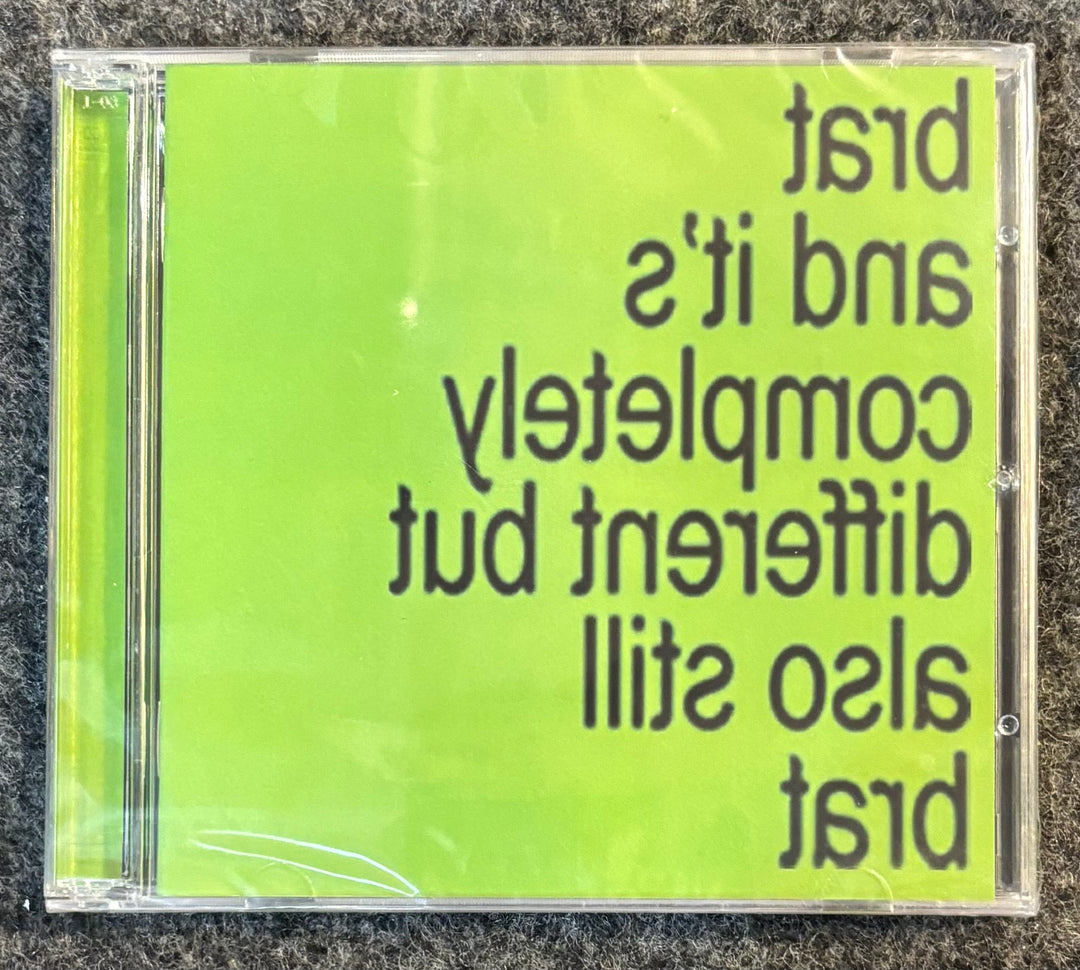 brat
and it's
completely
different but
also still
brat